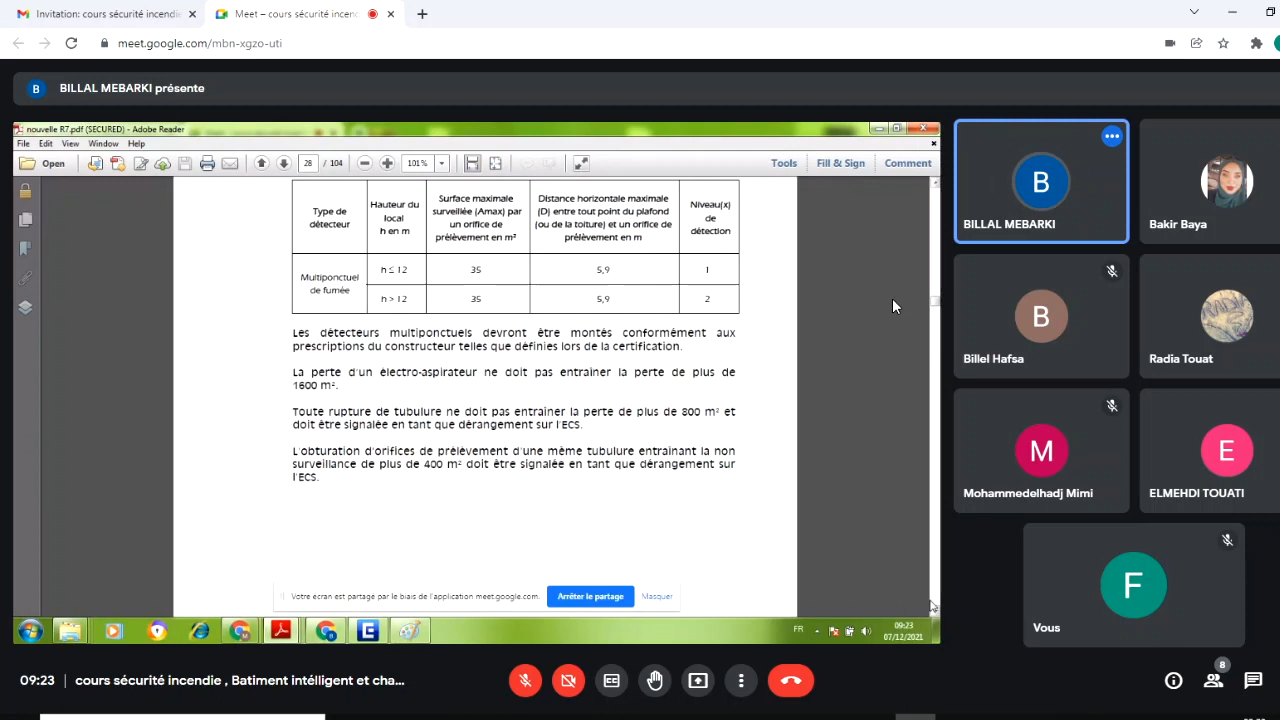 Invitation: cours sécurité incendie
Meet – cours sécurité incend
meet.google.com/mbn-xgzo-uti
B
BILLAL MEBARKI présente
nouvelle R7.pdf (SECURED) - Adobe Reader
File Edit View Window Help
Open
28 / 104
101%
Tools
Fill & Sign
Comment
Type de détecteur
Hauteur du local h en m
Surface maximale surveillée (Amax) par un orifice de prélèvement en m²
Distance horizontale maximale (D) entre tout point du plafond (ou de la toiture) et un orifice de prélèvement en m
Niveau(x) de détection
Multiponctuel de fumée
h ≤ 12 35 5,9 1
h > 12 35 5,9 2
Les détecteurs multiponctuels devront être montés conformément aux
prescriptions du constructeur telles que définies lors de la certification.
La perte d'un électro-aspirateur ne doit pas entraîner la perte de plus de
1600 m².
Toute rupture de tubulure ne doit pas entraîner la perte de plus de 800 m² et
doit être signalée en tant que dérangement sur l'ECS.
L'obturation d'orifices de prélèvement d'une même tubulure entraînant la non
surveillance de plus de 400 m² doit être signalée en tant que dérangement sur
l'ECS.
Votre écran est partagé par le biais de l'application meet.google.com.
Arrêter le partage
Masquer
FR
09:23
07/12/2021
B
BILLAL MEBARKI
Bakir Baya
B
Billel Hafsa
Radia Touat
M
Mohammedelhadj Mimi
E
ELMEHDI TOUATI
F
Vous
09:23 | cours sécurité incendie , Batiment intélligent et cha...
8